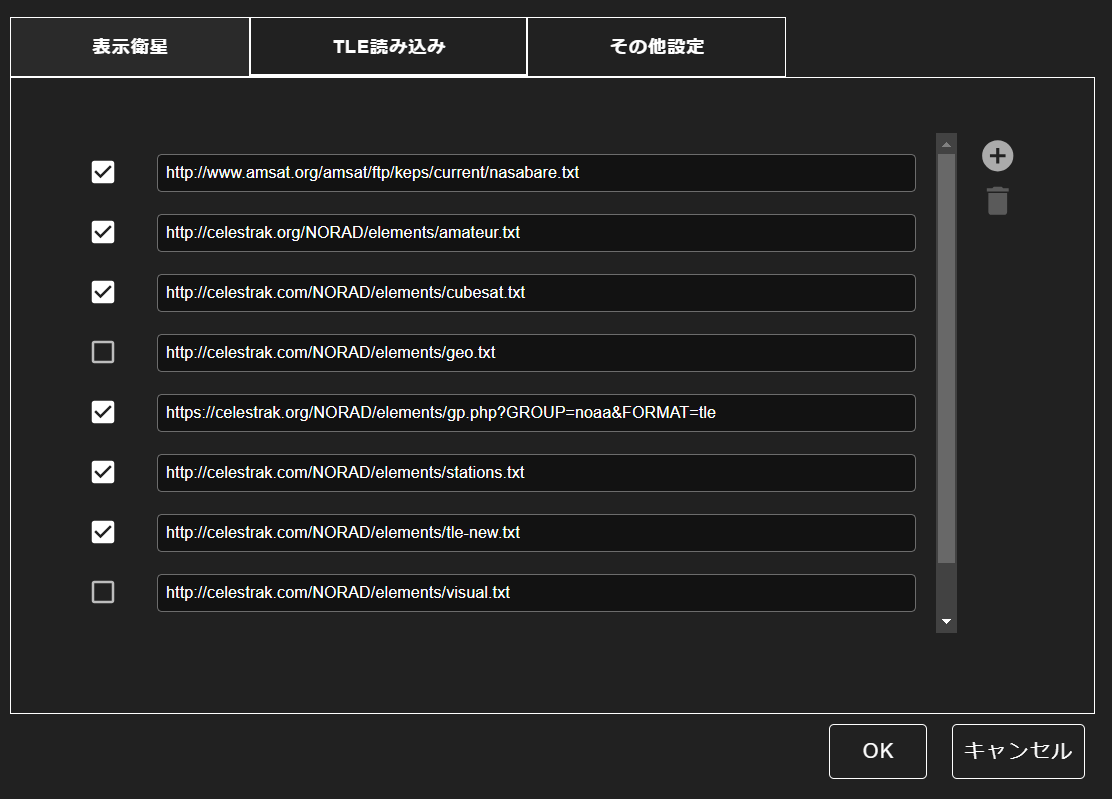 表示衛星 TLE読み込み その他設定
http://www.amsat.org/amsat/ftp/keps/current/nasabare.txt
http://celestrak.org/NORAD/elements/amateur.txt
http://celestrak.com/NORAD/elements/cubesat.txt
http://celestrak.com/NORAD/elements/geo.txt
https://celestrak.org/NORAD/elements/gp.php?GROUP=noaa&FORMAT=tle
http://celestrak.com/NORAD/elements/stations.txt
http://celestrak.com/NORAD/elements/tle-new.txt
http://celestrak.com/NORAD/elements/visual.txt
OK キャンセル